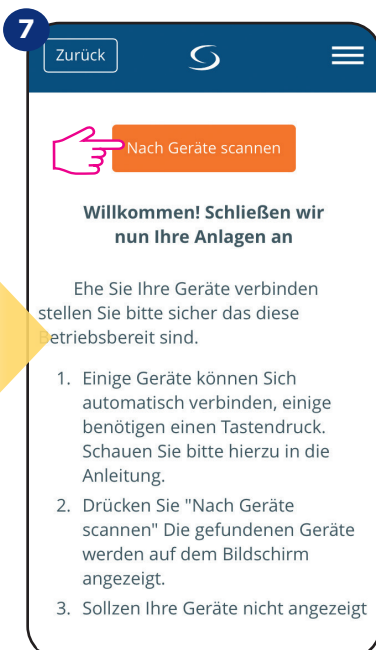 7
Zurück
Nach Geräte scannen
Willkommen! Schließen wir
nun Ihre Anlagen an
Ehe Sie Ihre Geräte verbinden
stellen Sie bitte sicher das diese
Betriebsbereit sind.
1. Einige Geräte können Sich
automatisch verbinden, einige
benötigen einen Tastendruck.
Schauen Sie bitte hierzu in die
Anleitung.
2. Drücken Sie "Nach Geräte
scannen" Die gefundenen Geräte
werden auf dem Bildschirm
angezeigt.
3. Sollzen Ihre Geräte nicht angezeigt